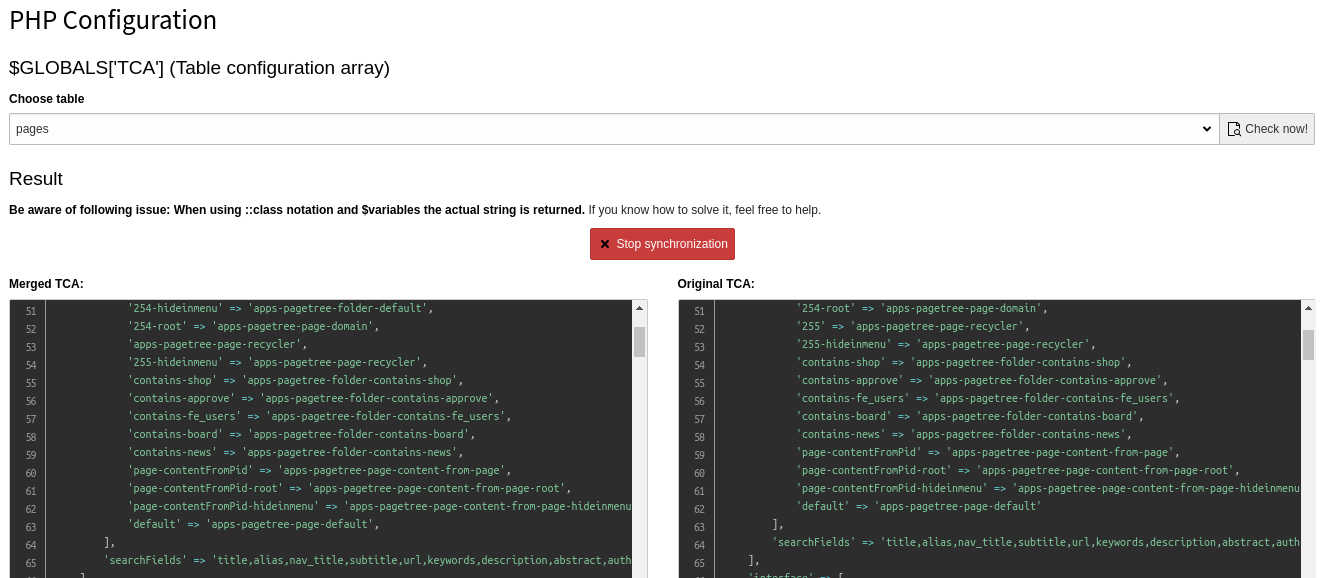 PHP Configuration
$GLOBALS['TCA'] (Table configuration array)
Choose table
pages
Check now!
Result
Be aware of following issue: When using ::class notation and $variables the actual string is returned. If you know how to solve it, feel free to help.
Stop synchronization
Merged TCA:
51 '254-hideinmenu' => 'apps-pagetree-folder-default',
52 '254-root' => 'apps-pagetree-page-domain',
53 'apps-pagetree-page-recycler',
54 '255-hideinmenu' => 'apps-pagetree-page-recycler',
55 'contains-shop' => 'apps-pagetree-folder-contains-shop',
56 'contains-approve' => 'apps-pagetree-folder-contains-approve',
57 'contains-fe_users' => 'apps-pagetree-folder-contains-fe_users',
58 'contains-board' => 'apps-pagetree-folder-contains-board',
59 'contains-news' => 'apps-pagetree-folder-contains-news',
60 'page-contentFromPid' => 'apps-pagetree-page-content-from-page',
61 'page-contentFromPid-root' => 'apps-pagetree-page-content-from-page-root',
62 'page-contentFromPid-hideinmenu' => 'apps-pagetree-page-content-from-page-hideinmenu
63 'default' => 'apps-pagetree-page-default',
64 ],
65 'searchFields' => 'title,alias,nav_title,subtitle,url,keywords,description,abstract,auth
Original TCA:
51 '254-root' => 'apps-pagetree-page-domain',
52 '255' => 'apps-pagetree-page-recycler',
53 '255-hideinmenu' => 'apps-pagetree-page-recycler',
54 'contains-shop' => 'apps-pagetree-folder-contains-shop',
55 'contains-approve' => 'apps-pagetree-folder-contains-approve',
56 'contains-fe_users' => 'apps-pagetree-folder-contains-fe_users',
57 'contains-board' => 'apps-pagetree-folder-contains-board',
58 'contains-news' => 'apps-pagetree-folder-contains-news',
59 'page-contentFromPid' => 'apps-pagetree-page-content-from-page',
60 'page-contentFromPid-root' => 'apps-pagetree-page-content-from-page-root',
61 'page-contentFromPid-hideinmenu' => 'apps-pagetree-page-content-from-page-hideinmenu
62 'default' => 'apps-pagetree-page-default'
63 ],
64 'searchFields' => 'title,alias,nav_title,subtitle,url,keywords,description,abstract,auth
65 ],
'interface' => [